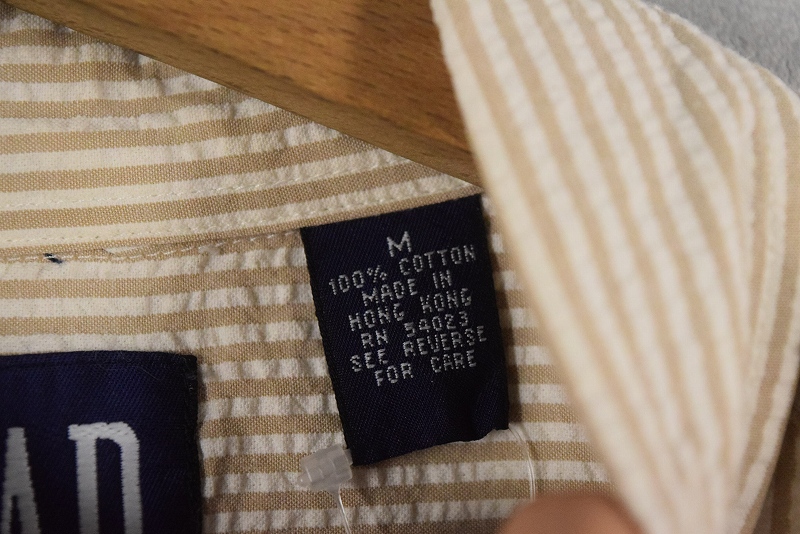 M
100% COTTON
MADE IN
HONG KONG
RN 54023
SEE REVERSE
FOR CARE